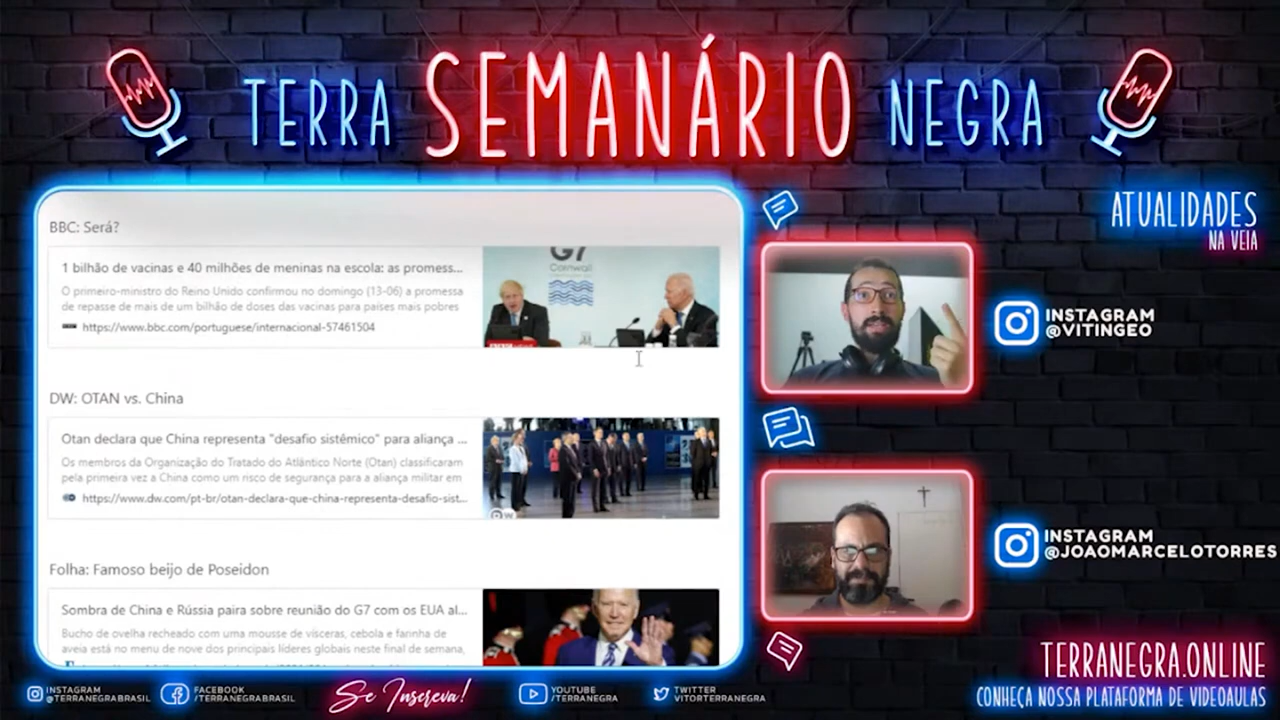 TERRA SEMANÁRIO NEGRA
BBC: Será?
1 bilhão de vacinas e 40 milhões de meninas na escola: as promess...
O primeiro-ministro do Reino Unido confirmou no domingo (13-06) a promessa
de repasse de mais de um bilhão de doses das vacinas para países mais pobres
https://www.bbc.com/portuguese/internacional-57461504
G7
Cornwall
DW: OTAN vs. China
Otan declara que China representa "desafio sistêmico" para aliança ...
Os membros da Organização do Tratado do Atlântico Norte (Otan) classificaram
pela primeira vez a China como um risco de segurança para a aliança militar em
https://www.dw.com/pt-br/otan-declara-que-china-representa-desafio-sist...
DW
Folha: Famoso beijo de Poseidon
Sombra de China e Rússia paira sobre reunião do G7 com os EUA al...
Bucho de ovelha recheado com uma mousse de vísceras, cebola e farinha de
aveia está no menu de nove dos principais líderes globais neste final de semana,
ATUALIDADES
NA VEIA
INSTAGRAM
@VITINGEO
INSTAGRAM
@JOAOMARCELOTORRES
TERRANEGRA.ONLINE
CONHEÇA NOSSA PLATAFORMA DE VIDEOAULAS
INSTAGRAM
@TERRANEGRABRASIL
FACEBOOK
/TERRANEGRABRASIL
Se Inscreva!
YOUTUBE
/TERRANEGRA
TWITTER
VITORTERRANEGRA